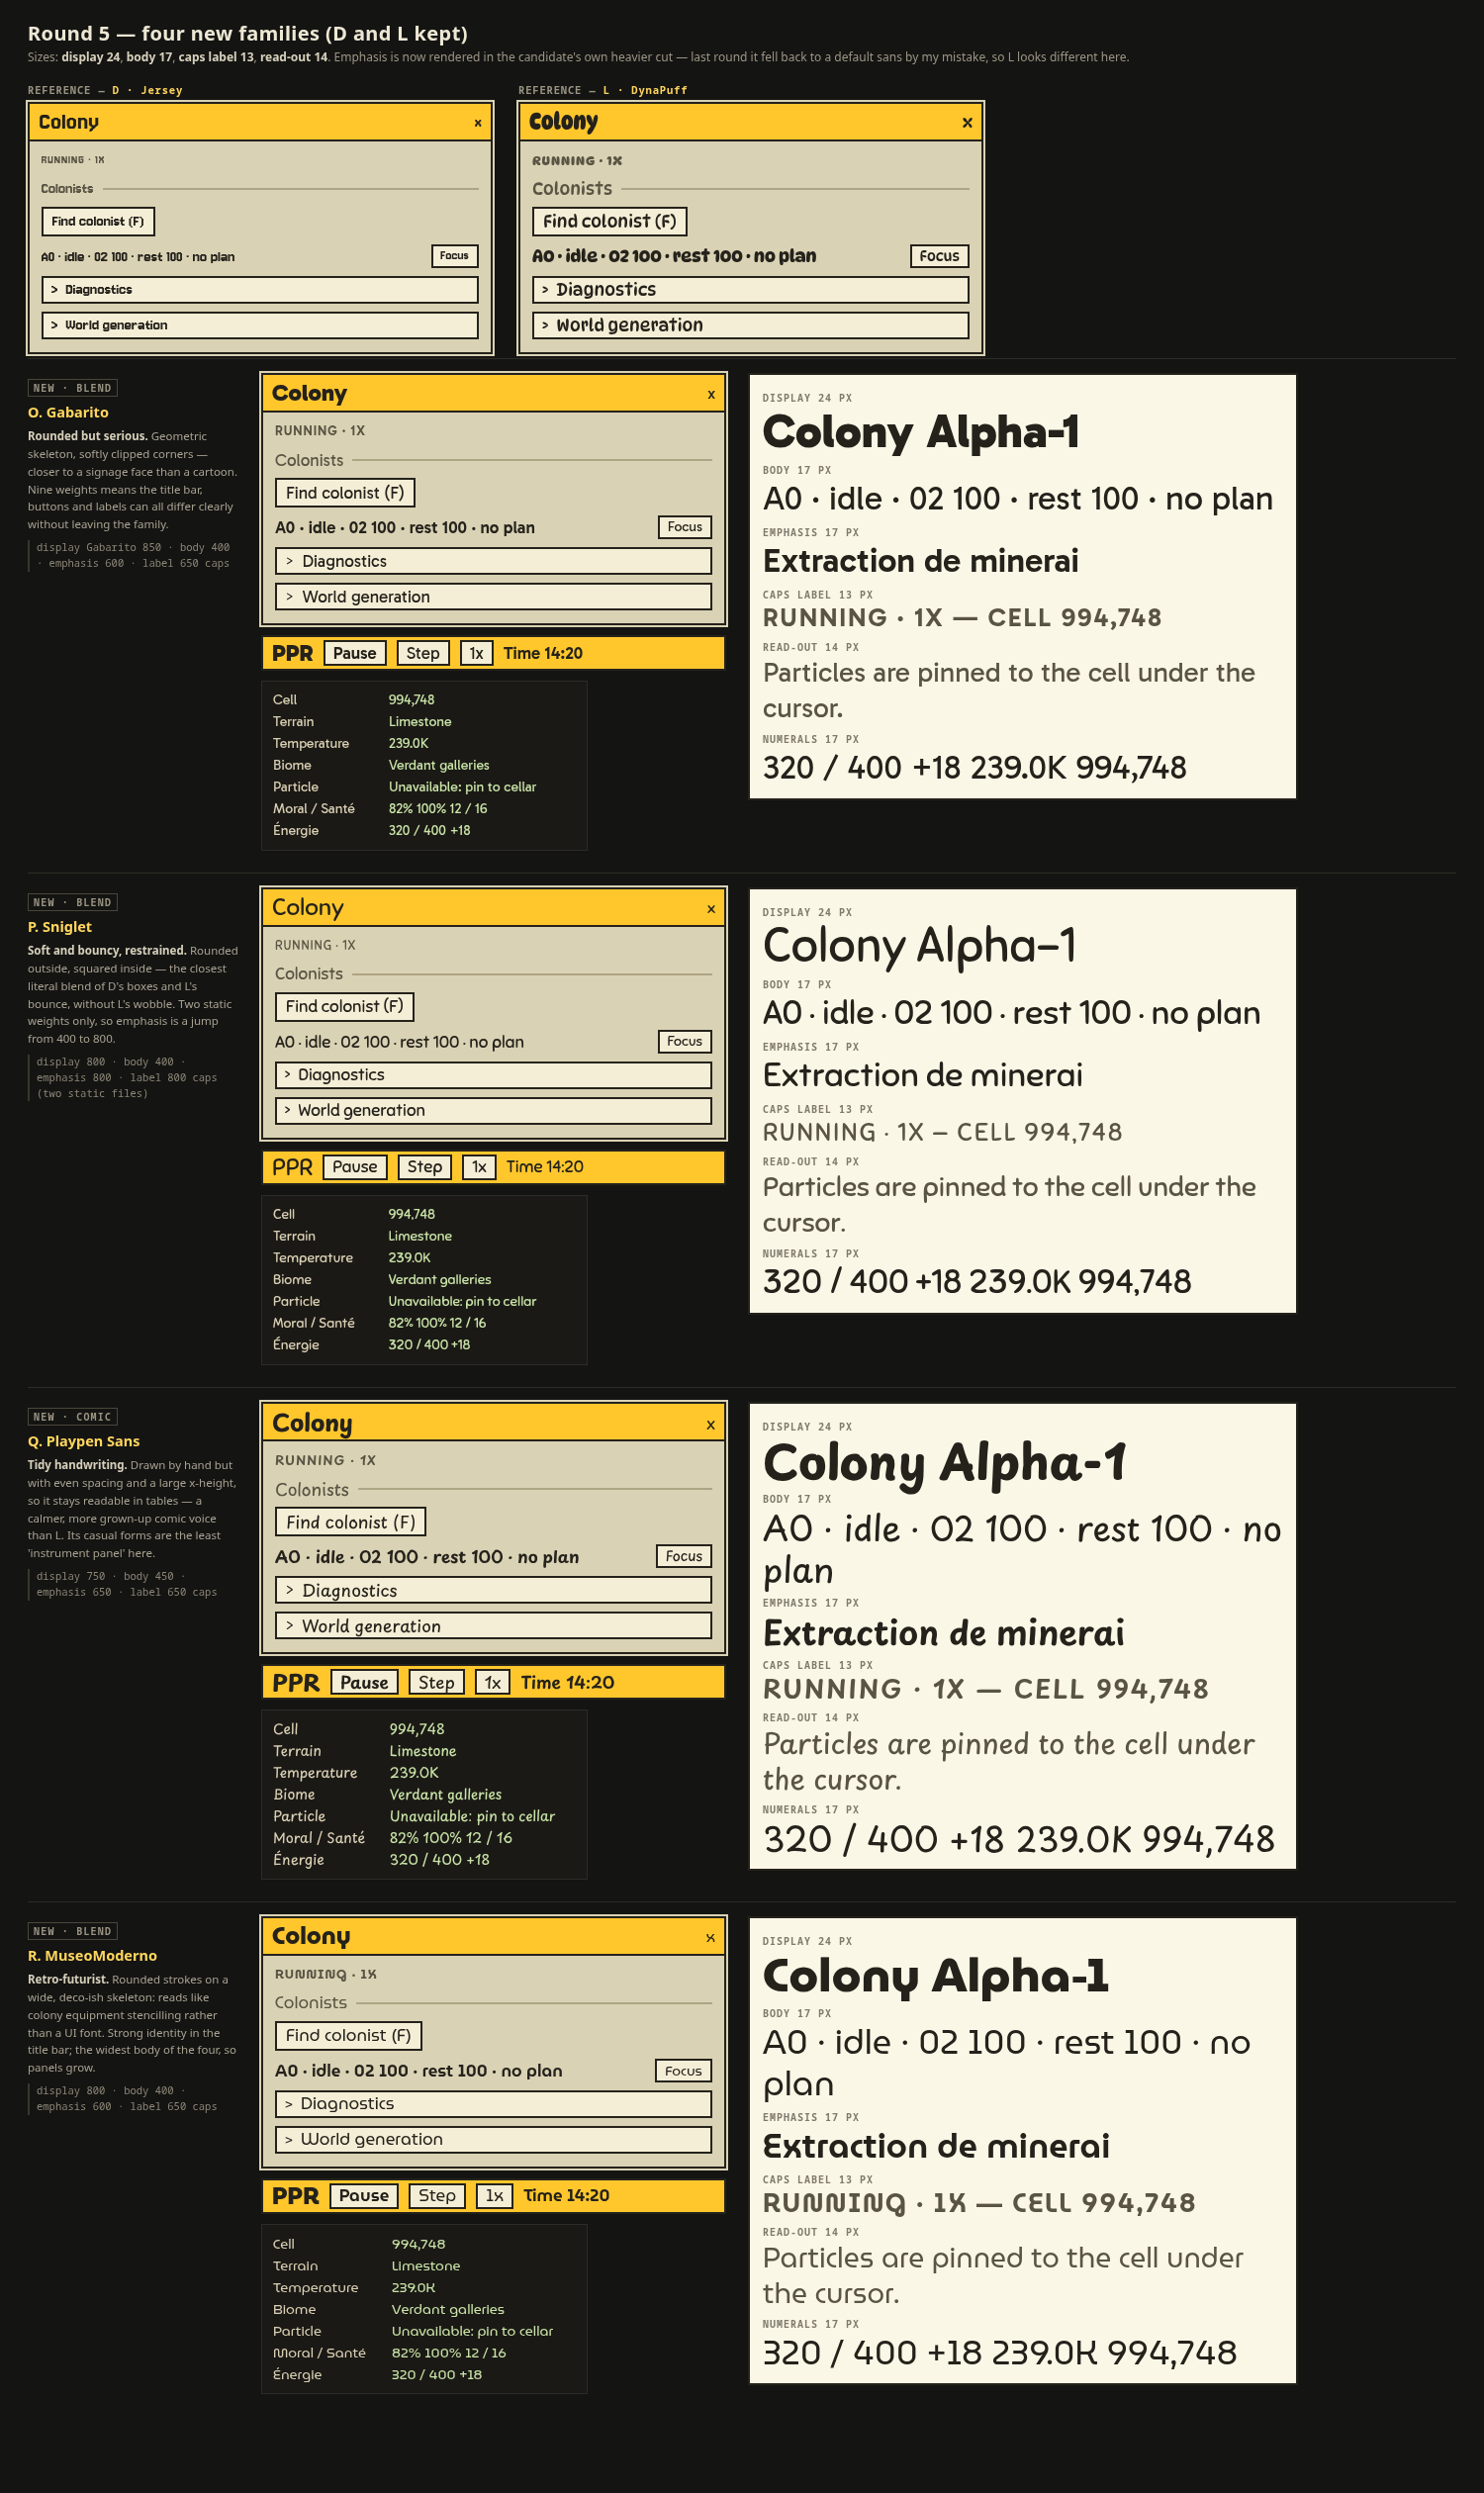 Round 5 — four new families (D and L kept)
Sizes: display 24, body 17, caps label 13, read-out 14. Emphasis is now rendered in the candidate's own heavier cut — last round it fell back to a default sans by my mistake, so L looks different here.
REFERENCE — D · Jersey
Colony x
RUNNING · 1X
Colonists
Find colonist (F)
A0 · idle · 02 100 · rest 100 · no plan Focus
> Diagnostics
> World generation
REFERENCE — L · DynaPuff
Colony x
RUNNING · 1X
Colonists
Find colonist (F)
A0 · idle · 02 100 · rest 100 · no plan Focus
> Diagnostics
> World generation
NEW · BLEND
O. Gabarito
Rounded but serious. Geometric
skeleton, softly clipped corners —
closer to a signage face than a cartoon.
Nine weights means the title bar,
buttons and labels can all differ clearly
without leaving the family.
display Gabarito 850 · body 400
· emphasis 600 · label 650 caps
Colony x
RUNNING · 1X
Colonists
Find colonist (F)
A0 · idle · 02 100 · rest 100 · no plan Focus
> Diagnostics
> World generation
PPR Pause Step 1x Time 14:20
Cell 994,748
Terrain Limestone
Temperature 239.0K
Biome Verdant galleries
Particle Unavailable: pin to cellar
Moral / Santé 82% 100% 12 / 16
Énergie 320 / 400 +18
DISPLAY 24 PX
Colony Alpha-1
BODY 17 PX
A0 · idle · 02 100 · rest 100 · no plan
EMPHASIS 17 PX
Extraction de minerai
CAPS LABEL 13 PX
RUNNING · 1X — CELL 994,748
READ-OUT 14 PX
Particles are pinned to the cell under the
cursor.
NUMERALS 17 PX
320 / 400 +18 239.0K 994,748
NEW · BLEND
P. Sniglet
Soft and bouncy, restrained. Rounded
outside, squared inside — the closest
literal blend of D's boxes and L's
bounce, without L's wobble. Two static
weights only, so emphasis is a jump
from 400 to 800.
display 800 · body 400 ·
emphasis 800 · label 800 caps
(two static files)
Colony x
RUNNING · 1X
Colonists
Find colonist (F)
A0 · idle · 02 100 · rest 100 · no plan Focus
> Diagnostics
> World generation
PPR Pause Step 1x Time 14:20
Cell 994,748
Terrain Limestone
Temperature 239.0K
Biome Verdant galleries
Particle Unavailable: pin to cellar
Moral / Santé 82% 100% 12 / 16
Énergie 320 / 400 +18
DISPLAY 24 PX
Colony Alpha–1
BODY 17 PX
A0 · idle · 02 100 · rest 100 · no plan
EMPHASIS 17 PX
Extraction de minerai
CAPS LABEL 13 PX
RUNNING · 1X — CELL 994,748
READ-OUT 14 PX
Particles are pinned to the cell under the
cursor.
NUMERALS 17 PX
320 / 400 +18 239.0K 994,748
NEW · COMIC
Q. Playpen Sans
Tidy handwriting. Drawn by hand but
with even spacing and a large x-height,
so it stays readable in tables — a
calmer, more grown-up comic voice
than L. Its casual forms are the least
'instrument panel' here.
display 750 · body 450 ·
emphasis 650 · label 650 caps
Colony x
RUNNING · 1X
Colonists
Find colonist (F)
A0 · idle · 02 100 · rest 100 · no plan Focus
> Diagnostics
> World generation
PPR Pause Step 1x Time 14:20
Cell 994,748
Terrain Limestone
Temperature 239.0K
Biome Verdant galleries
Particle Unavailable: pin to cellar
Moral / Santé 82% 100% 12 / 16
Énergie 320 / 400 +18
DISPLAY 24 PX
Colony Alpha-1
BODY 17 PX
A0 · idle · 02 100 · rest 100 · no
plan
EMPHASIS 17 PX
Extraction de minerai
CAPS LABEL 13 PX
RUNNING · 1X — CELL 994,748
READ-OUT 14 PX
Particles are pinned to the cell under
the cursor.
NUMERALS 17 PX
320 / 400 +18 239.0K 994,748
NEW · BLEND
R. MuseoModerno
Retro-futurist. Rounded strokes on a
wide, deco-ish skeleton: reads like
colony equipment stencilling rather
than a UI font. Strong identity in the
title bar; the widest body of the four, so
panels grow.
display 800 · body 400 ·
emphasis 600 · label 650 caps
Colony x
RUNNING · 1X
Colonists
Find colonist (F)
A0 · idle · 02 100 · rest 100 · no plan Focus
> Diagnostics
> World generation
PPR Pause Step 1x Time 14:20
Cell 994,748
Terrain Limestone
Temperature 239.0K
Biome Verdant galleries
Particle Unavailable: pin to cellar
Moral / Santé 82% 100% 12 / 16
Énergie 320 / 400 +18
DISPLAY 24 PX
Colony Alpha-1
BODY 17 PX
A0 · idle · 02 100 · rest 100 · no
plan
EMPHASIS 17 PX
Extraction de minerai
CAPS LABEL 13 PX
RUNNING · 1X — CELL 994,748
READ-OUT 14 PX
Particles are pinned to the cell under
the cursor.
NUMERALS 17 PX
320 / 400 +18 239.0K 994,748